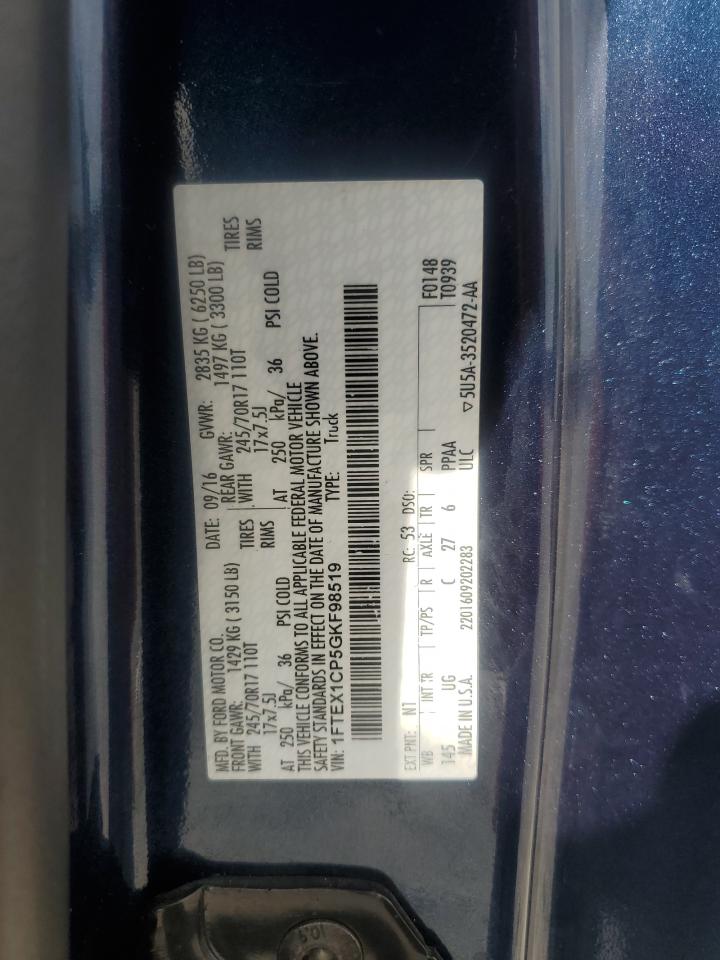 MFD. BY FORD MOTOR CO. DATE: 09/16 GVWR: 2835 KG ( 6250 LB)
FRONT GAWR: 1429 KG ( 3150 LB) REAR GAWR: 1497 KG ( 3300 LB)
WITH 245/70R17 110T TIRES WITH 245/70R17 110T TIRES
17x7.5J RIMS 17x7.5J RIMS
AT 250 kPa/ 36 PSI COLD AT 250 kPa/ 36 PSI COLD
THIS VEHICLE CONFORMS TO ALL APPLICABLE FEDERAL MOTOR VEHICLE
SAFETY STANDARDS IN EFFECT ON THE DATE OF MANUFACTURE SHOWN ABOVE.
VIN: 1FTEX1CP5GKF98519 TYPE: Truck
EXT PNT: N1 RC: 53 DSO: F0148
WB INT TR TP/PS R AXLE TR SPR T0939
145 UG C 27 6 PPAA
MADE IN U.S.A. 2201609202283 ULC ▽5U5A-3520472-AA
10.9